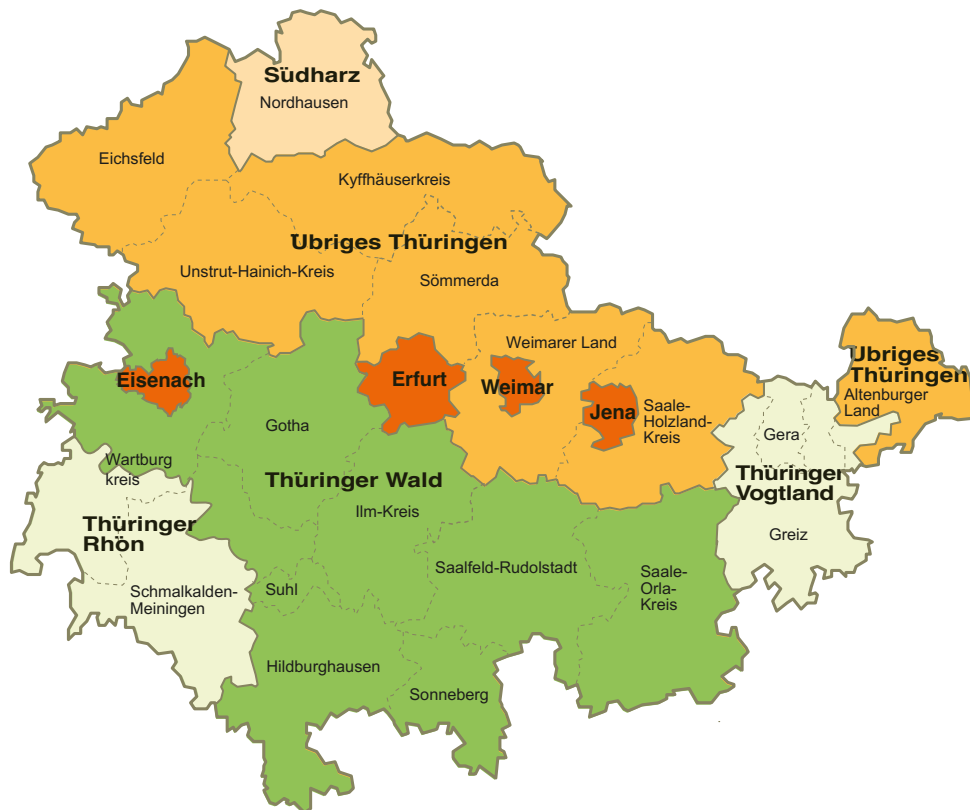 Südharz
Nordhausen
Eichsfeld
Kyffhäuserkreis
Übriges Thüringen
Unstrut-Hainich-Kreis
Sömmerda
Weimarer Land
Übriges
Thüringen
Altenburger
Land
Eisenach
Erfurt
Weimar
Jena
Saale-
Holzland-
Kreis
Gotha
Gera
Wartburg
kreis
Thüringer Wald
Thüringer
Vogtland
Ilm-Kreis
Thüringer
Rhön
Greiz
Saalfeld-Rudolstadt
Saale-
Orla-
Kreis
Suhl
Schmalkalden-
Meiningen
Hildburghausen
Sonneberg